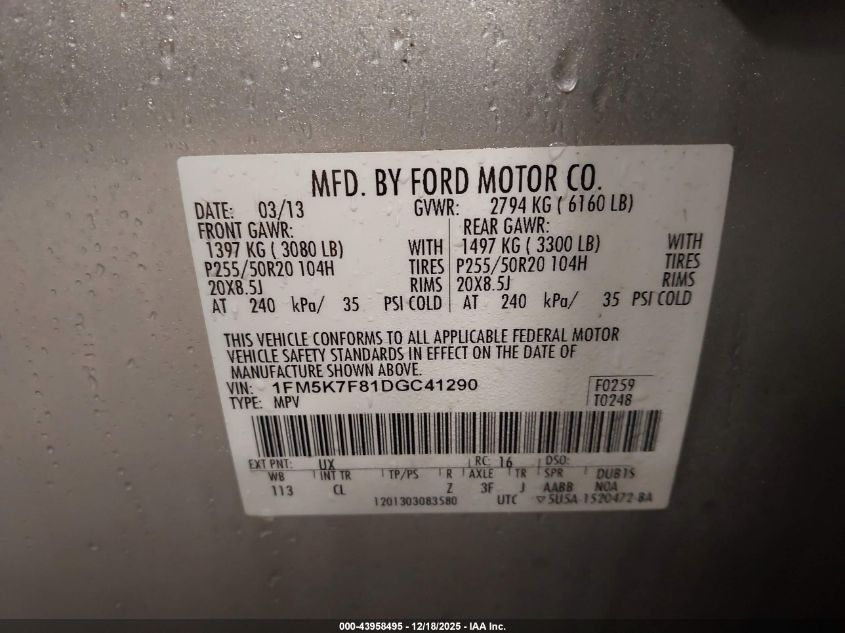 MFD. BY FORD MOTOR CO.
DATE: 03/13 GVWR: 2794 KG ( 6160 LB)
FRONT GAWR: REAR GAWR:
1397 KG ( 3080 LB) WITH 1497 KG ( 3300 LB) WITH
P255/50R20 104H TIRES P255/50R20 104H TIRES
20X8.5J RIMS 20X8.5J RIMS
AT 240 kPa/ 35 PSI COLD AT 240 kPa/ 35 PSI COLD
THIS VEHICLE CONFORMS TO ALL APPLICABLE FEDERAL MOTOR
VEHICLE SAFETY STANDARDS IN EFFECT ON THE DATE OF
MANUFACTURE SHOWN ABOVE.
VIN: 1FM5K7F81DGC41290 F0259
TYPE: MPV T0248
EXT PNT: UX RC: 16 DSO:
WB INT TR TP/PS R AXLE TR SPR DUB1S
113 CL Z 3F J AABB NOA
1201303083580 UTC ▽5U5A-1520472-BA
000-43958495 - 12/18/2025 - IAA Inc.